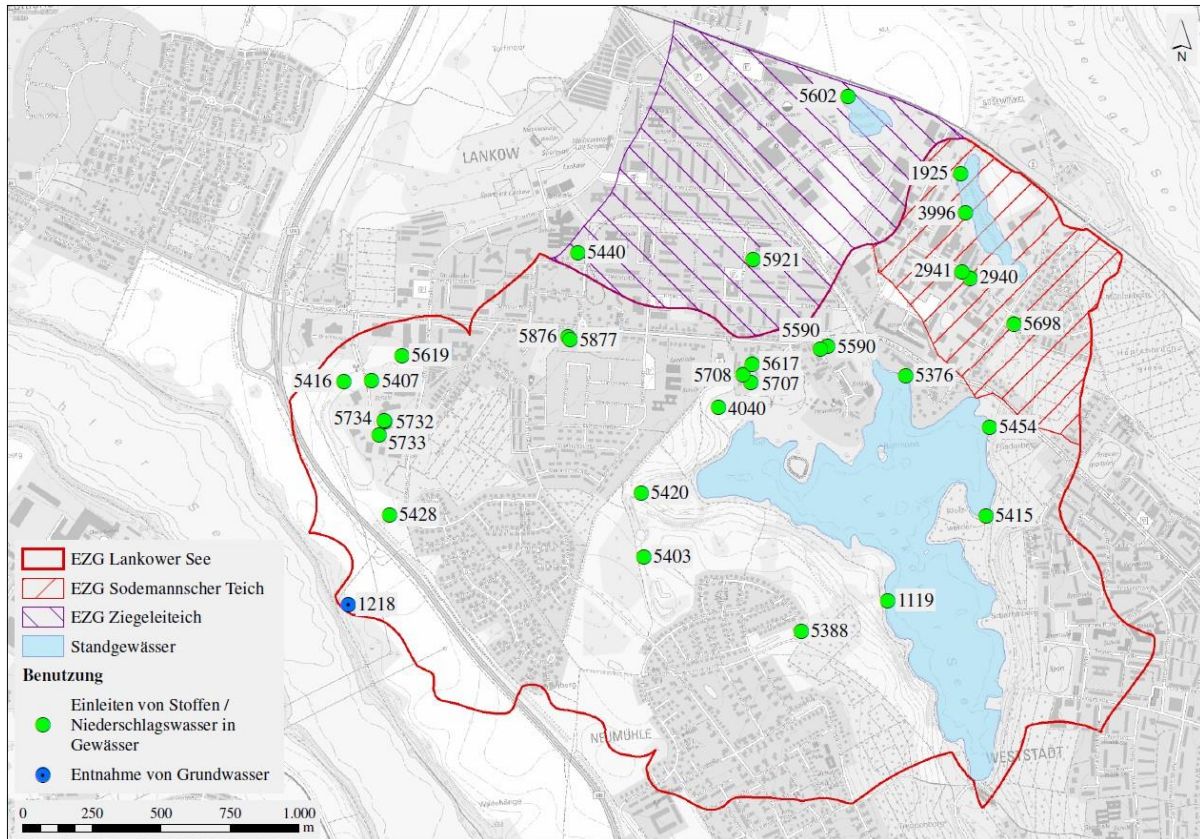 N
LANKOW
5602
1925
3996
5440
5921
2941
2940
5698
5876
5877
5590
5590
5619
5617
5708
5707
5376
5416
5407
4040
5734
5732
5733
5454
5420
5428
5415
5403
1218
1119
5388
NEUMÜHLE
WESTSTADT
EZG Lankower See
EZG Sodemannscher Teich
EZG Ziegeleiteich
Standgewässer
Benutzung
Einleiten von Stoffen /
Niederschlagswasser in
Gewässer
Entnahme von Grundwasser
0 250 500 750 1.000
m